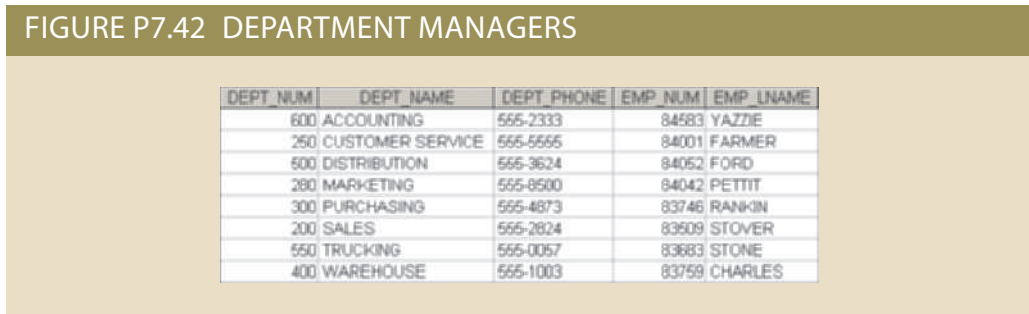 FIGURE P7.42 DEPARTMENT MANAGERS
DEPT_NUM DEPT_NAME DEPT_PHONE EMP_NUM EMP_LNAME
600 ACCOUNTING 555-2333 84583 YAZZIE
250 CUSTOMER SERVICE 555-5555 84001 FARMER
500 DISTRIBUTION 555-3624 84052 FORD
280 MARKETING 555-8500 84042 PETTIT
300 PURCHASING 555-4873 83746 RANKIN
200 SALES 555-2824 83509 STOVER
550 TRUCKING 555-0057 83683 STONE
400 WAREHOUSE 555-1003 83759 CHARLES